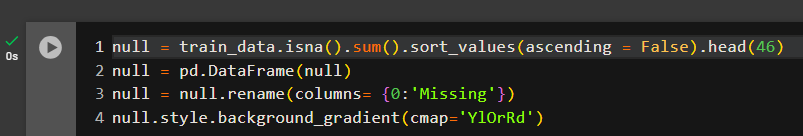 0s
1 null = train_data.isna().sum().sort_values(ascending = False).head(46)
2 null = pd.DataFrame(null)
3 null = null.rename(columns= {0:'Missing'})
4 null.style.background_gradient(cmap='YlOrRd')